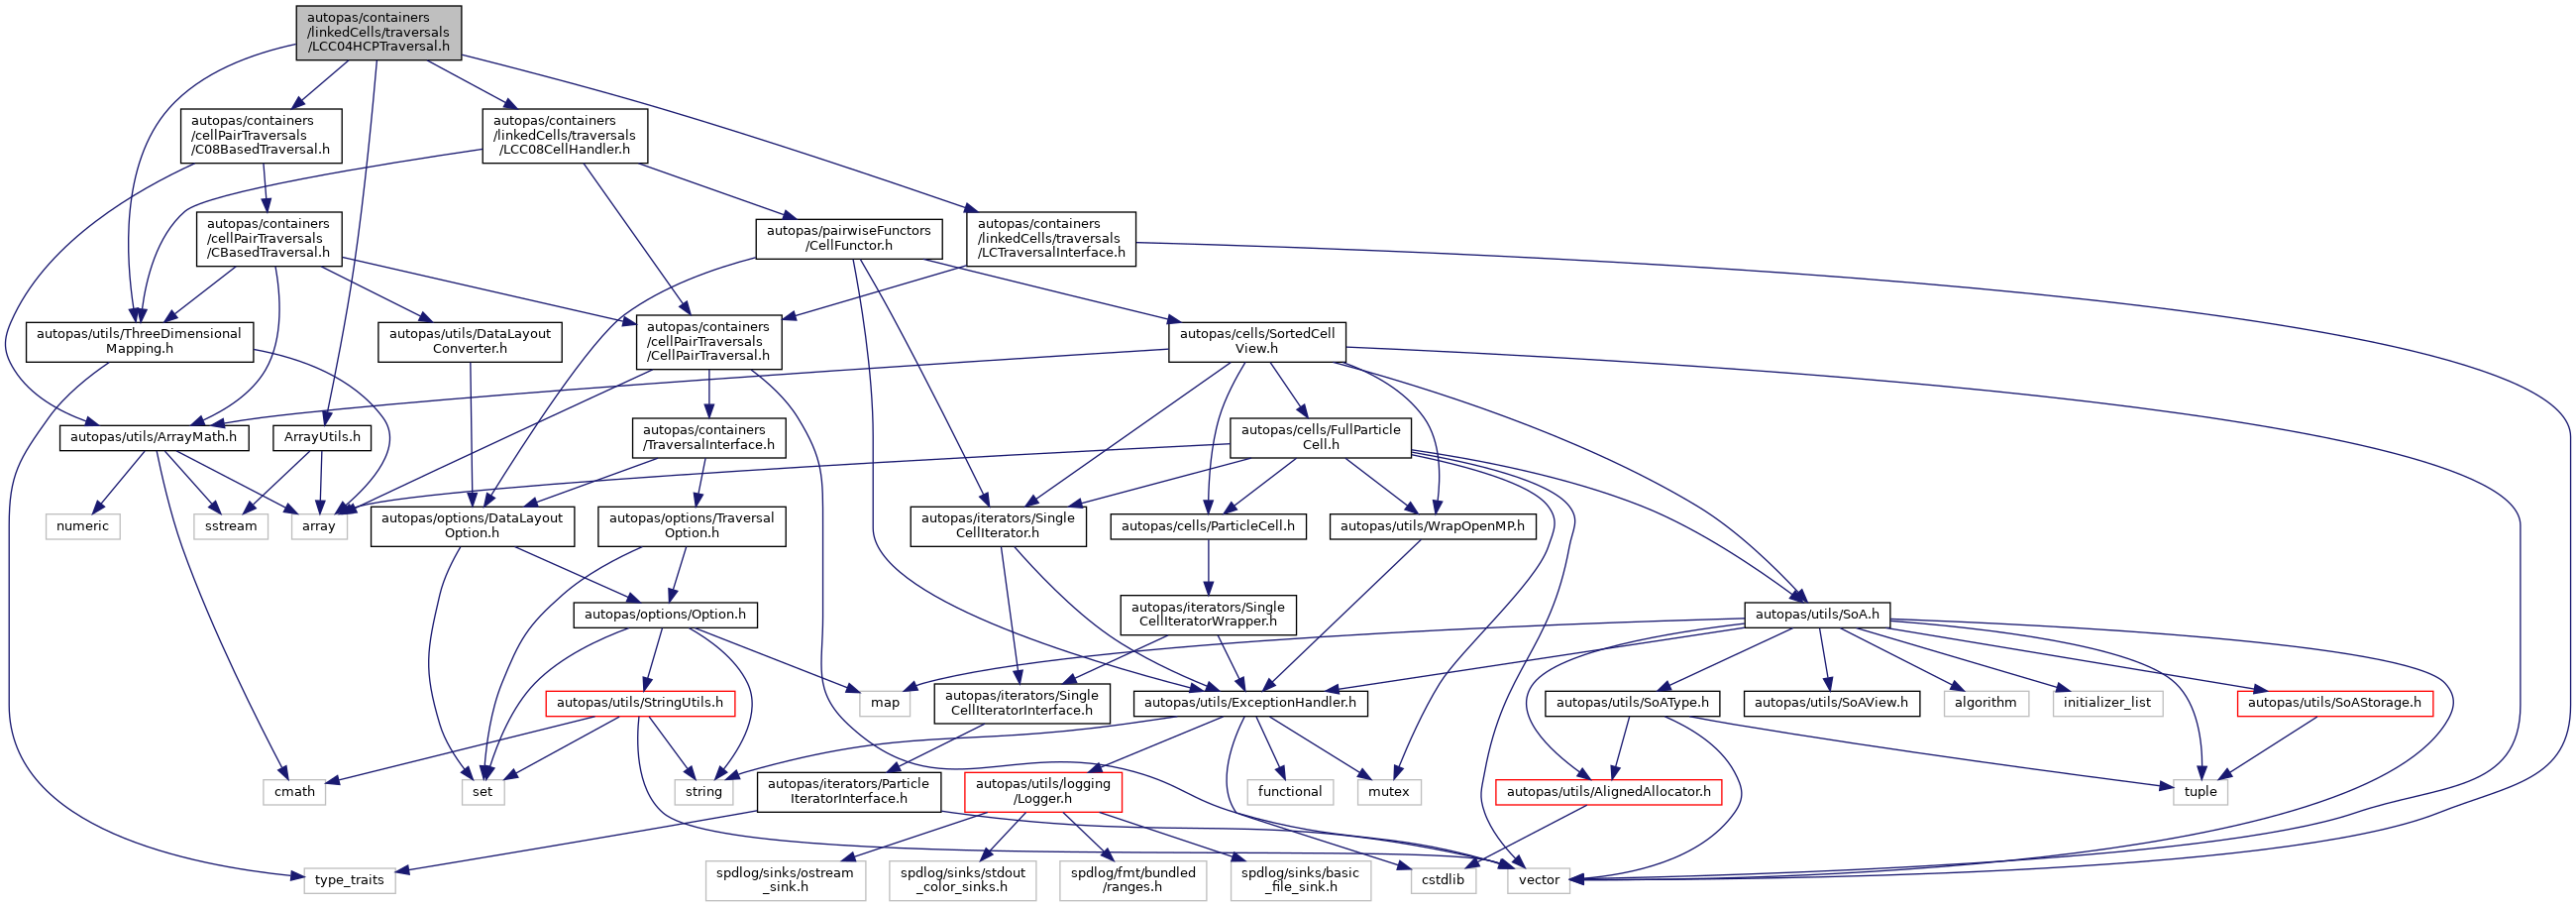 autopas/containers
/linkedCells/traversals
/LCC04HCPTraversal.h
autopas/containers
/cellPairTraversals
/C08BasedTraversal.h
autopas/containers
/linkedCells/traversals
/LCC08CellHandler.h
autopas/containers
/cellPairTraversals
/CBasedTraversal.h
autopas/pairwiseFunctors
/CellFunctor.h
autopas/containers
/linkedCells/traversals
/LCTraversalInterface.h
autopas/utils/ThreeDimensional
Mapping.h
autopas/utils/DataLayout
Converter.h
autopas/containers
/cellPairTraversals
/CellPairTraversal.h
autopas/cells/SortedCell
View.h
autopas/utils/ArrayMath.h
ArrayUtils.h
autopas/containers
/TraversalInterface.h
autopas/cells/FullParticle
Cell.h
numeric
sstream
array
autopas/options/DataLayout
Option.h
autopas/options/Traversal
Option.h
autopas/iterators/Single
CellIterator.h
autopas/cells/ParticleCell.h
autopas/utils/WrapOpenMP.h
autopas/options/Option.h
autopas/iterators/Single
CellIteratorWrapper.h
autopas/utils/SoA.h
autopas/utils/StringUtils.h
map
autopas/iterators/Single
CellIteratorInterface.h
autopas/utils/ExceptionHandler.h
autopas/utils/SoAType.h
autopas/utils/SoAView.h
algorithm
initializer_list
autopas/utils/SoAStorage.h
cmath
set
string
autopas/iterators/Particle
IteratorInterface.h
autopas/utils/logging
/Logger.h
functional
mutex
autopas/utils/AlignedAllocator.h
tuple
type_traits
spdlog/sinks/ostream
_sink.h
spdlog/sinks/stdout
_color_sinks.h
spdlog/fmt/bundled
/ranges.h
spdlog/sinks/basic
_file_sink.h
cstdlib
vector